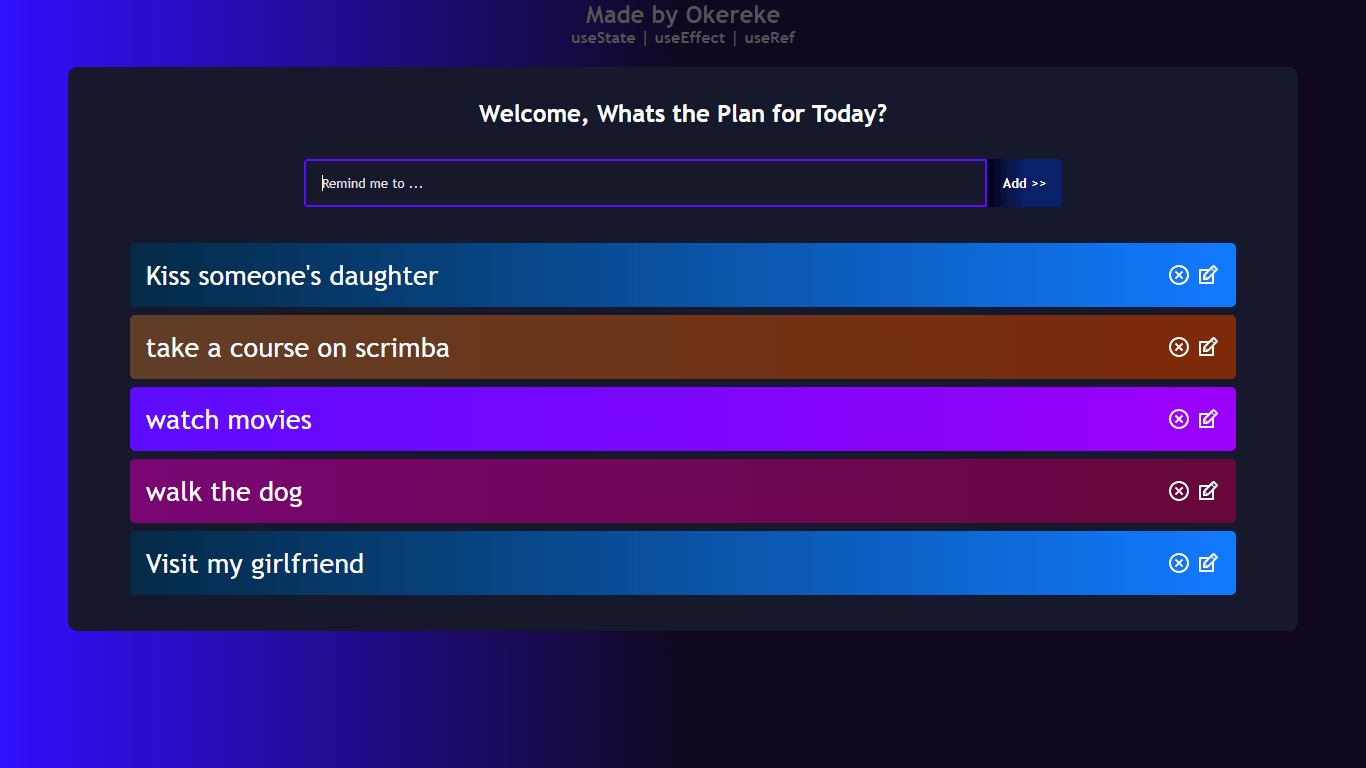 Made by Okereke
useState | useEffect | useRef
Welcome, Whats the Plan for Today?
Remind me to ...
Add >>
Kiss someone's daughter
take a course on scrimba
watch movies
walk the dog
Visit my girlfriend